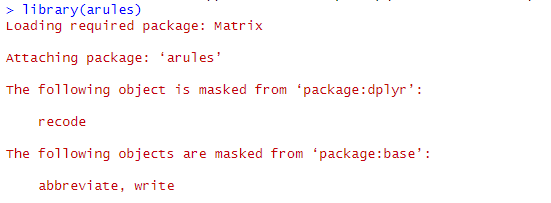 > library(arules)
Loading required package: Matrix
Attaching package: ‘arules’
The following object is masked from ‘package:dplyr’:
recode
The following objects are masked from ‘package:base’:
abbreviate, write